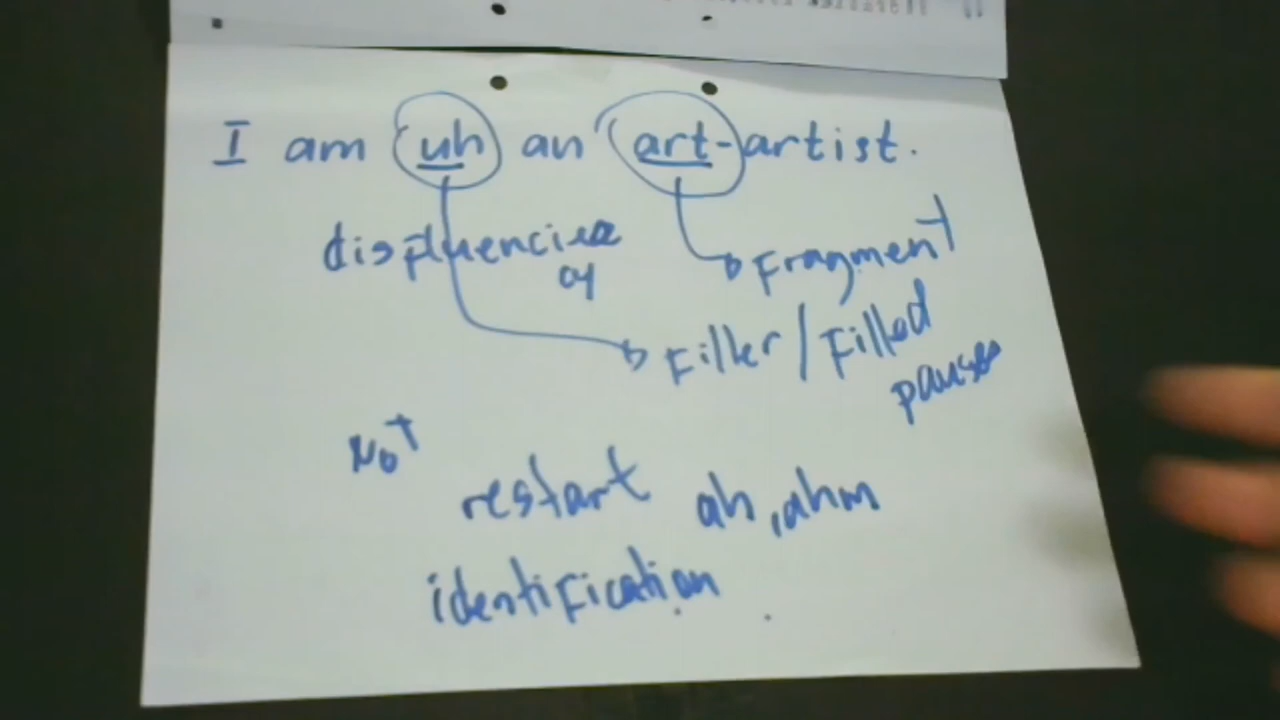 I am uh an art-artist.
disfluencies
Fragment
of
Filler / Filled
pauses
Not
restart ah, ahm
identification